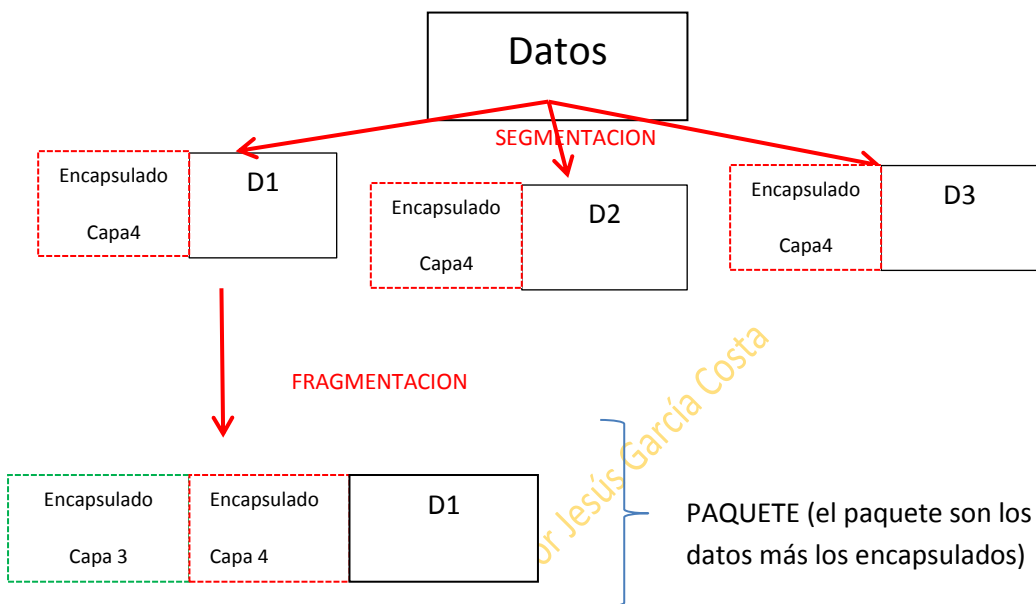 Datos
SEGMENTACION
Encapsulado
Capa4
D1
Encapsulado
Capa4
D2
Encapsulado
Capa4
D3
FRAGMENTACION
or Jesús García Costa
Encapsulado
Capa 3
Encapsulado
Capa 4
D1
PAQUETE (el paquete son los
datos más los encapsulados)